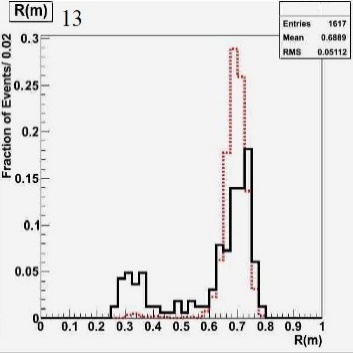 R(m) 13
Entries 1617
Mean 0.6889
RMS 0.05112
Fraction of Events/ 0.02
0.3
0.25
0.2
0.15
0.1
0.05
0
0 0.1 0.2 0.3 0.4 0.5 0.6 0.7 0.8 0.9 1
R(m)